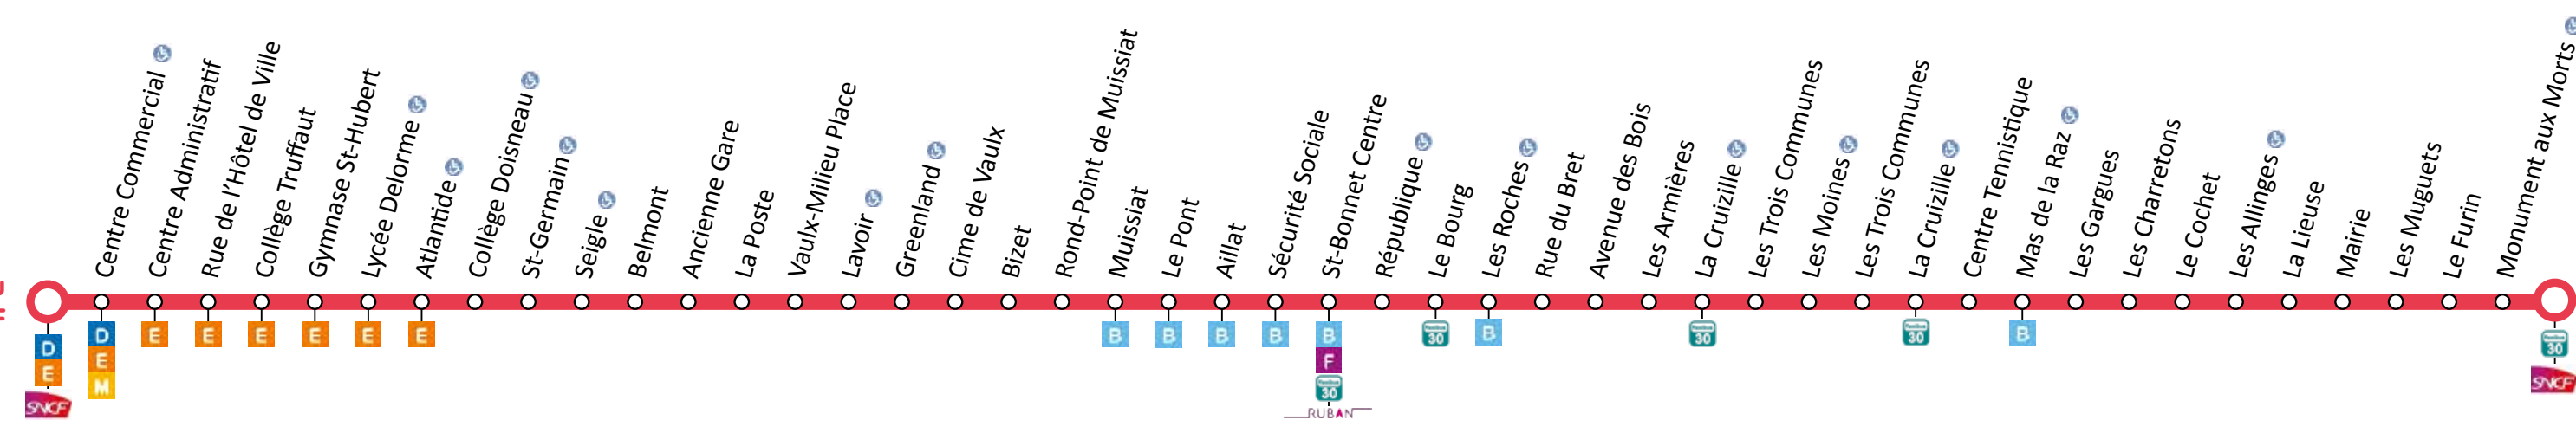 Centre Commercial
Centre Administratif
Rue de l'Hôtel de Ville
Collège Truffaut
Gymnase St-Hubert
Lycée Delorme
Atlantide
Collège Doisneau
St-Germain
Seigle
Belmont
Ancienne Gare
La Poste
Vaulx-Milieu Place
Lavoir
Greenland
Cime de Vaulx
Bizet
Rond-Point de Muissiat
Muissiat
Le Pont
Aillat
Sécurité Sociale
St-Bonnet Centre
République
Le Bourg
Les Roches
Rue du Bret
Avenue des Bois
Les Armières
La Cruizille
Les Trois Communes
Les Moines
Les Trois Communes
La Cruizille
Centre Tennistique
Mas de la Raz
Les Gargues
Les Charretons
Le Cochet
Les Allinges
La Lieuse
Mairie
Les Muguets
Le Furin
Monument aux Morts
D
E
SNCF
D
E
M
E
E
E
E
E
E
B
B
B
B
B
F
30
RUBAN
30
B
30
30
B
30
SNCF